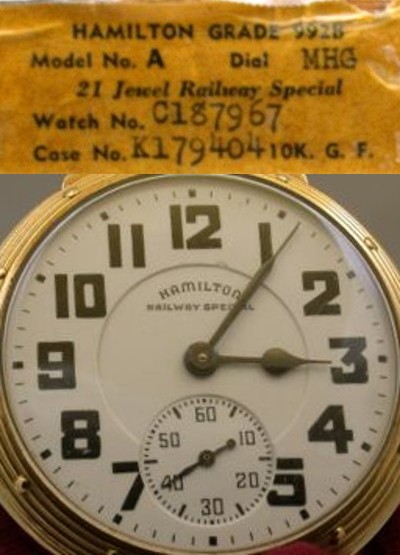 HAMILTON GRADE 992B
Model No. A Dial MHG
21 Jewel Railway Special
Watch No. C187967
Case No. K179404 10K. G. F.
HAMILTON
RAILWAY SPECIAL
12
1
2
3
4
5
7
8
9
10
11
60
10
20
30
40
50